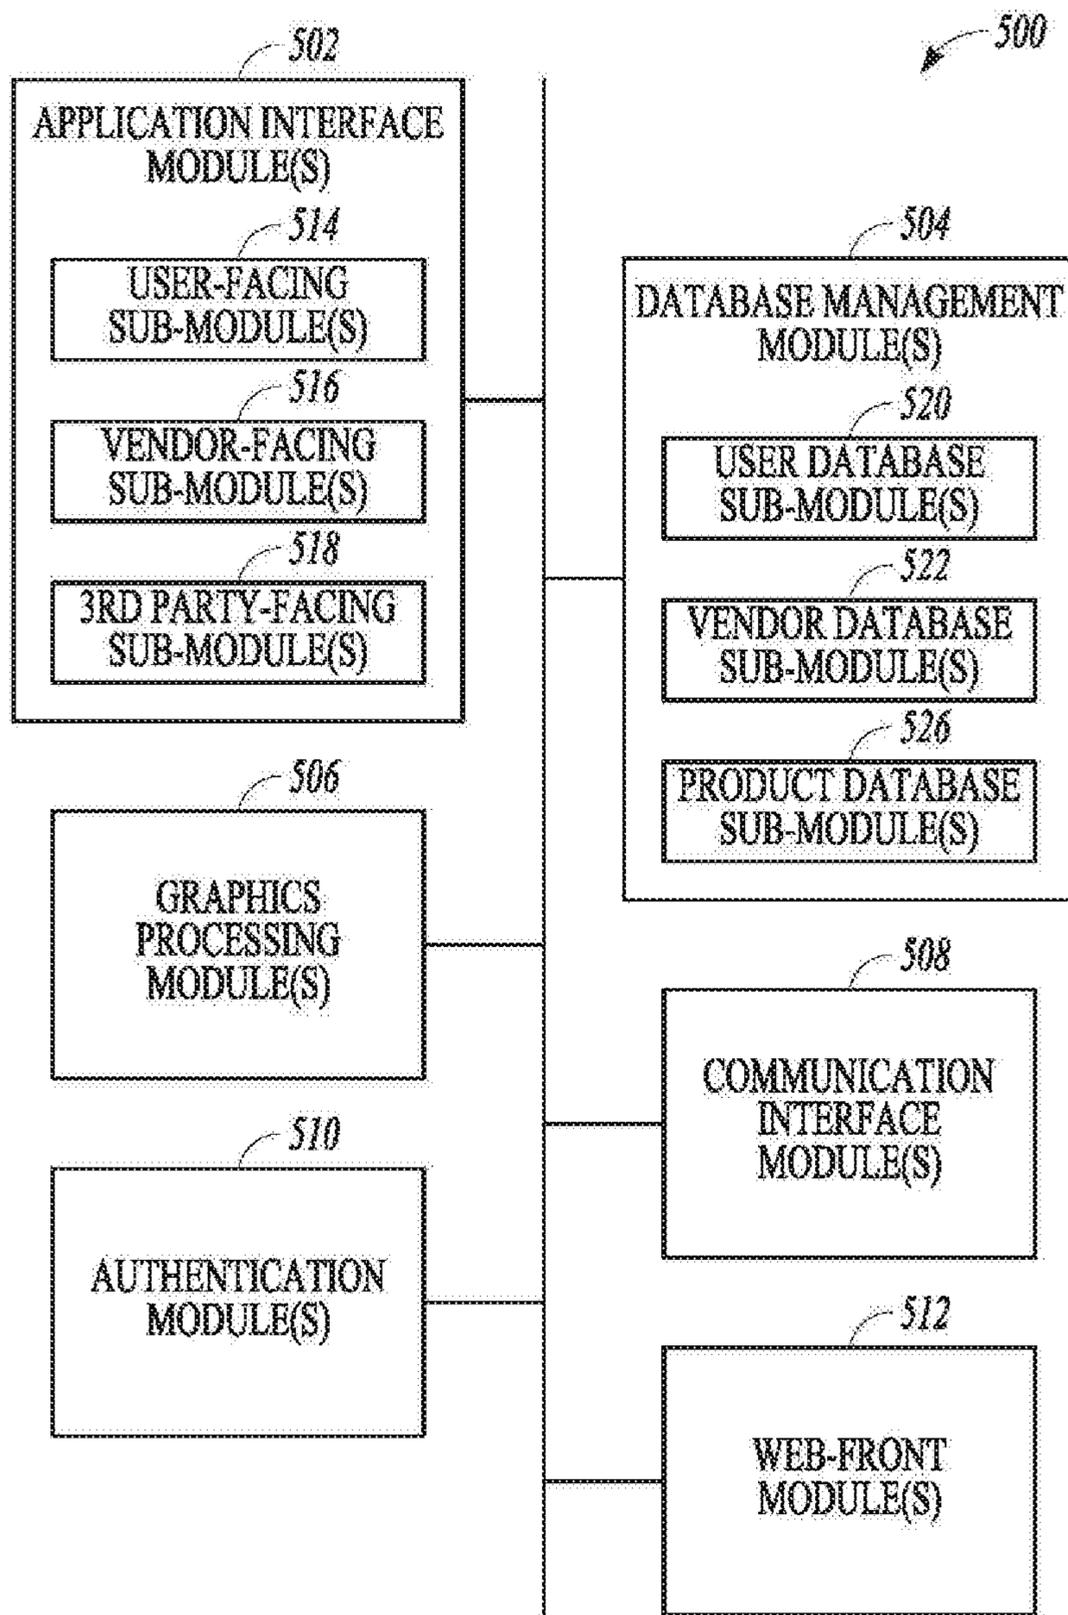 500
502
APPLICATION INTERFACE
MODULE(S)
514
USER-FACING
SUB-MODULE(S)
516
VENDOR-FACING
SUB-MODULE(S)
518
3RD PARTY-FACING
SUB-MODULE(S)
504
DATABASE MANAGEMENT
MODULE(S)
520
USER DATABASE
SUB-MODULE(S)
522
VENDOR DATABASE
SUB-MODULE(S)
526
PRODUCT DATABASE
SUB-MODULE(S)
506
GRAPHICS
PROCESSING
MODULE(S)
508
COMMUNICATION
INTERFACE
MODULE(S)
510
AUTHENTICATION
MODULE(S)
512
WEB-FRONT
MODULE(S)